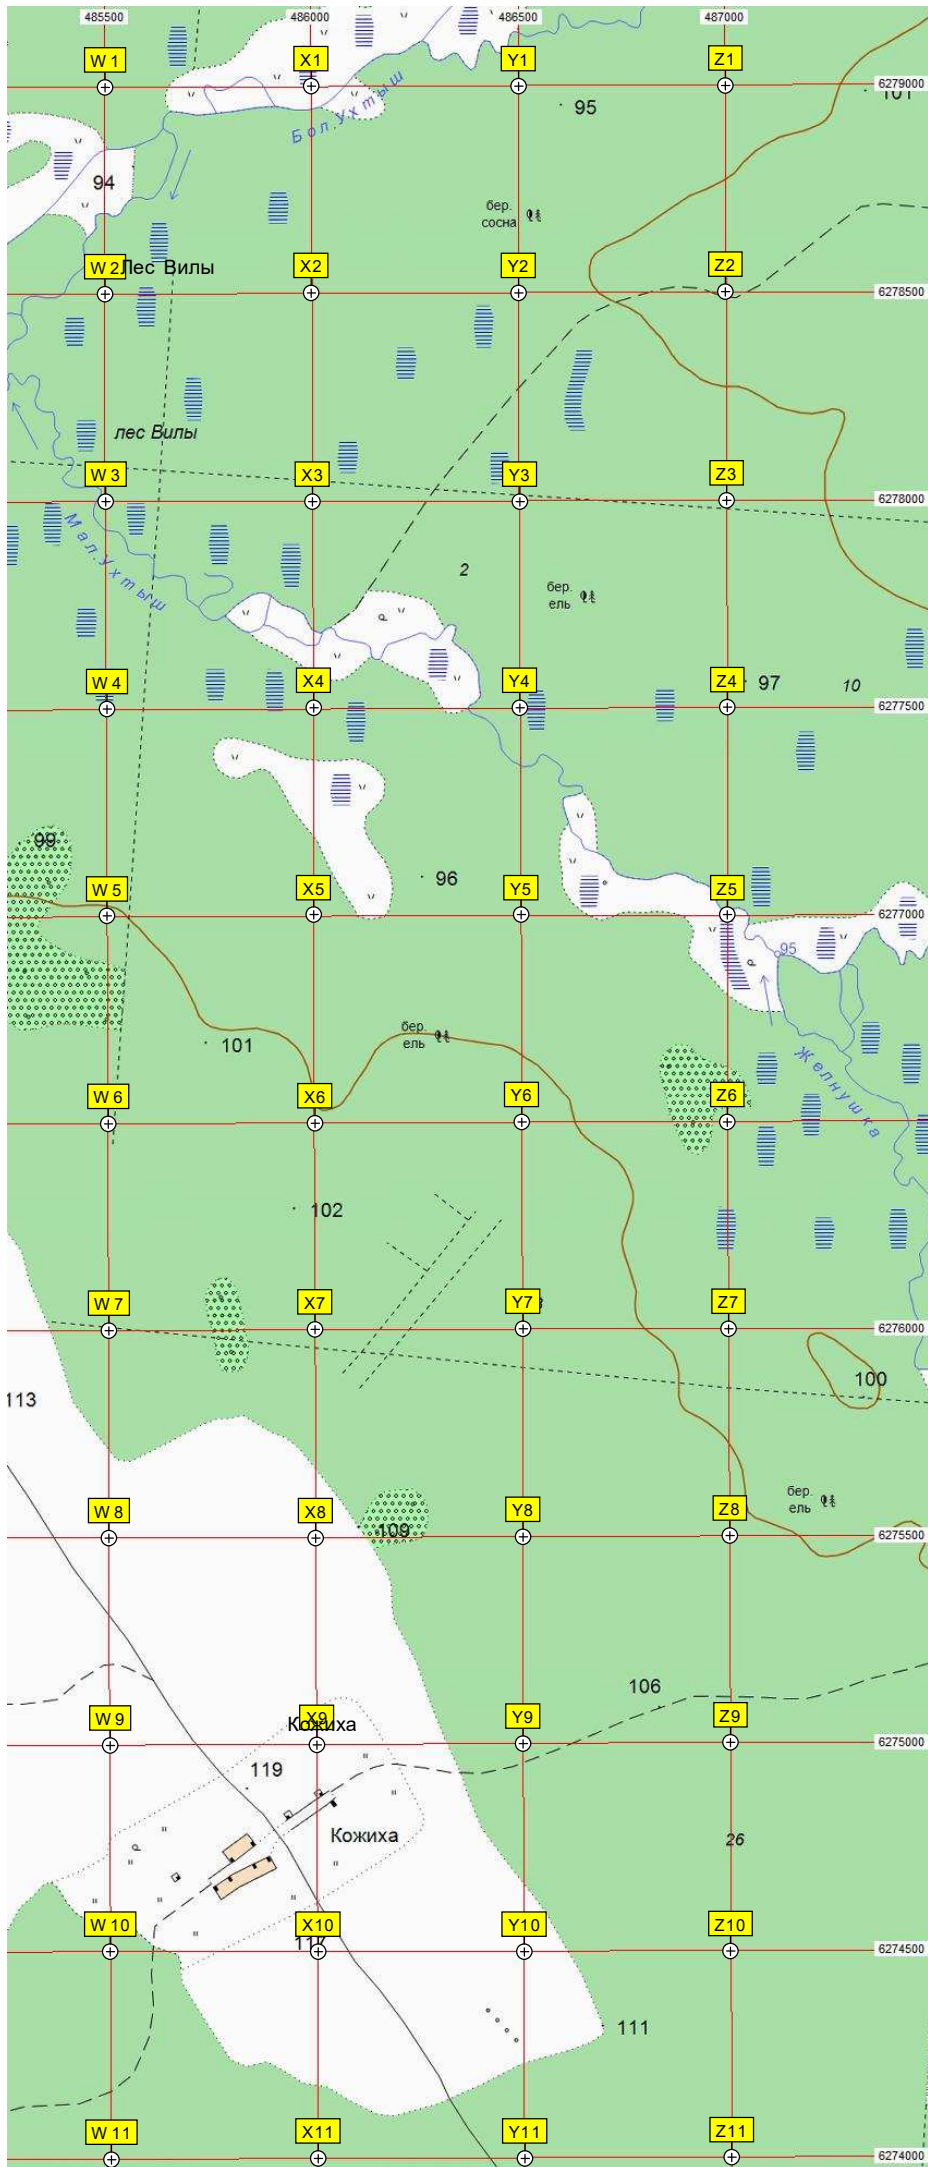 485500 486000 486500 487000
W 1 X1 Y1 Z1
6279000
101
95
Бол.Ухтыш
94
бер.
сосна
W 2 Лес Вилы X2 Y2 Z2
6278500
лес Вилы
W 3 X3 Y3 Z3
6278000
Мал.Ухтыш
2
бер.
ель
W 4 X4 Y4 Z4
97 10
6277500
99
96
W 5 X5 Y5 Z5
6277000
95
101
бер.
ель
Желнушка
W 6 X6 Y6 Z6
102
W 7 X7 Y7 Z7
6276000
100
113
бер.
ель
W 8 X8 Y8 Z8
109
6275500
106
W 9 X9 Y9 Z9
Кожиха
6275000
119
Кожиха
26
W 10 X10 Y10 Z10
6274500
111
W 11 X11 Y11 Z11
6274000